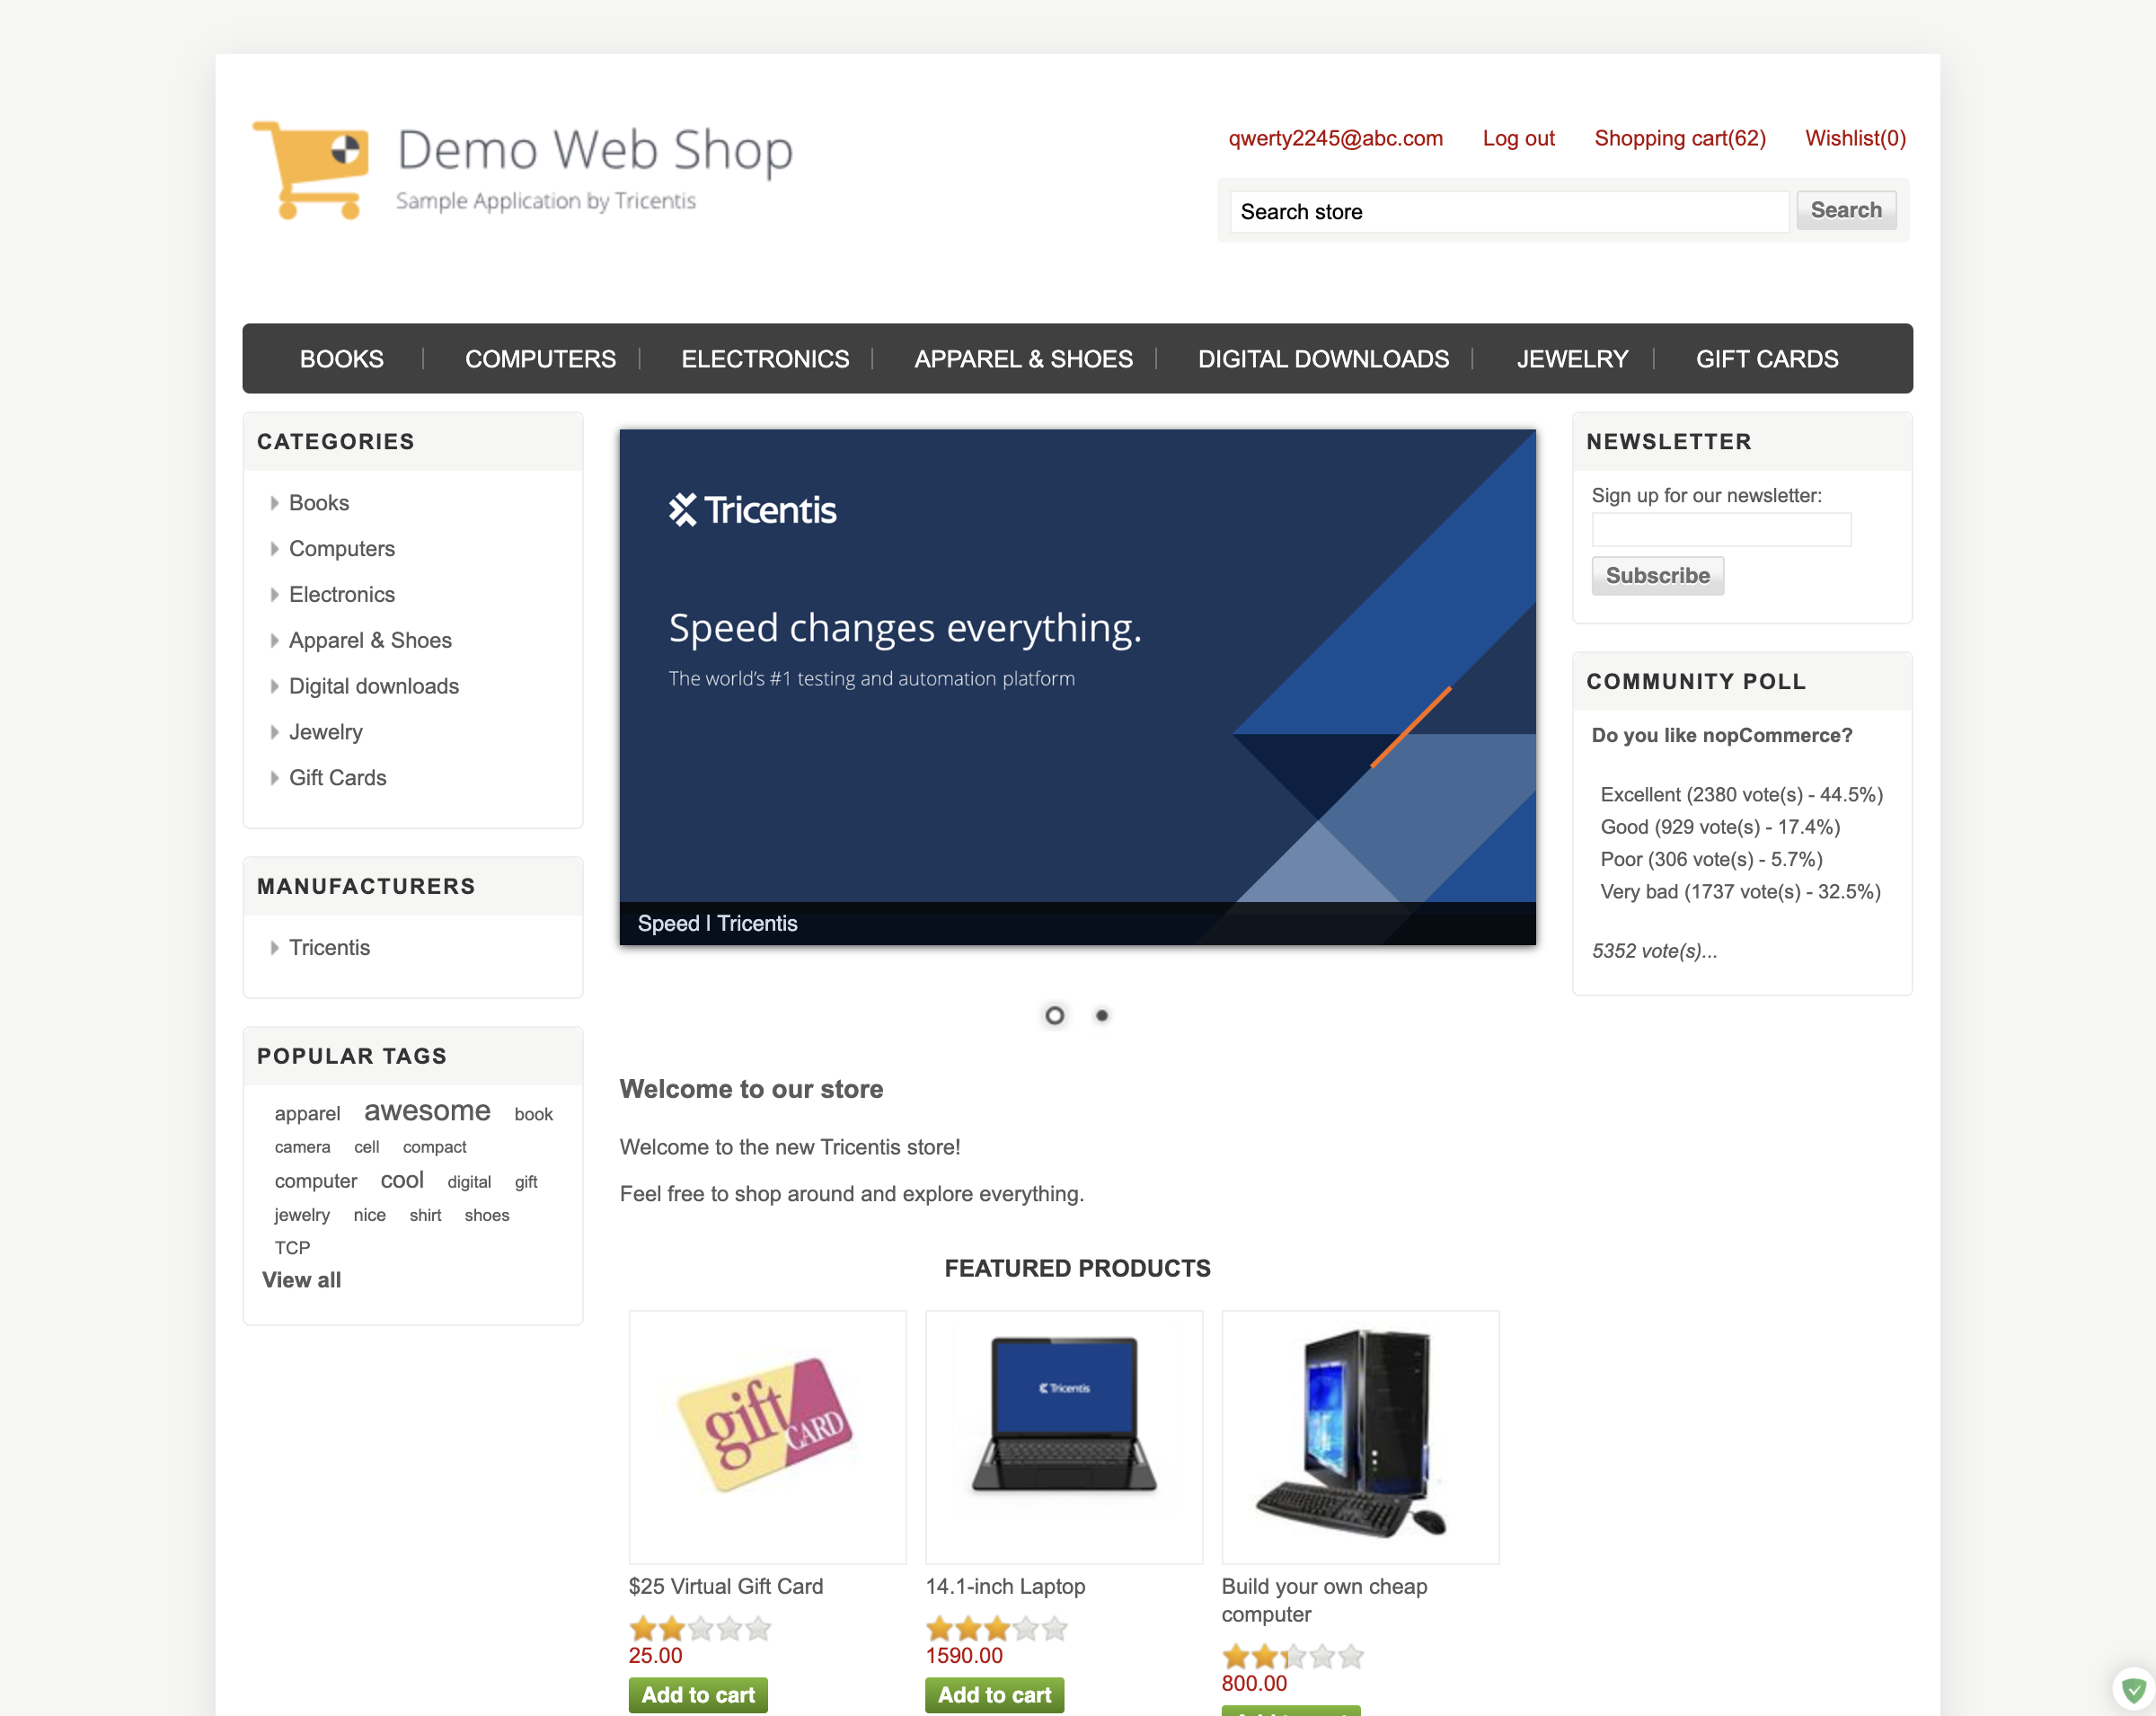 Demo Web Shop
Sample Application by Tricentis
qwerty2245@abc.com Log out Shopping cart(62) Wishlist(0)
Search store Search
BOOKS COMPUTERS ELECTRONICS APPAREL & SHOES DIGITAL DOWNLOADS JEWELRY GIFT CARDS
CATEGORIES
Books
Computers
Electronics
Apparel & Shoes
Digital downloads
Jewelry
Gift Cards
MANUFACTURERS
Tricentis
POPULAR TAGS
apparel awesome book
camera cell compact
computer cool digital gift
jewelry nice shirt shoes
TCP
View all
Tricentis
Speed changes everything.
The world's #1 testing and automation platform
Speed | Tricentis
Welcome to our store
Welcome to the new Tricentis store!
Feel free to shop around and explore everything.
FEATURED PRODUCTS
gift CARD
$25 Virtual Gift Card
25.00
Add to cart
Tricentis
14.1-inch Laptop
1590.00
Add to cart
Build your own cheap
computer
800.00
NEWSLETTER
Sign up for our newsletter:
Subscribe
COMMUNITY POLL
Do you like nopCommerce?
Excellent (2380 vote(s) - 44.5%)
Good (929 vote(s) - 17.4%)
Poor (306 vote(s) - 5.7%)
Very bad (1737 vote(s) - 32.5%)
5352 vote(s)...